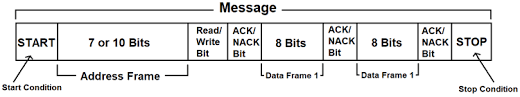 Message
START
7 or 10 Bits
Read/
Write
Bit
ACK/
NACK
Bit
8 Bits
ACK/
NACK
Bit
8 Bits
ACK/
NACK
Bit
STOP
Start Condition
Address Frame
Data Frame 1
Data Frame 1
Stop Condition